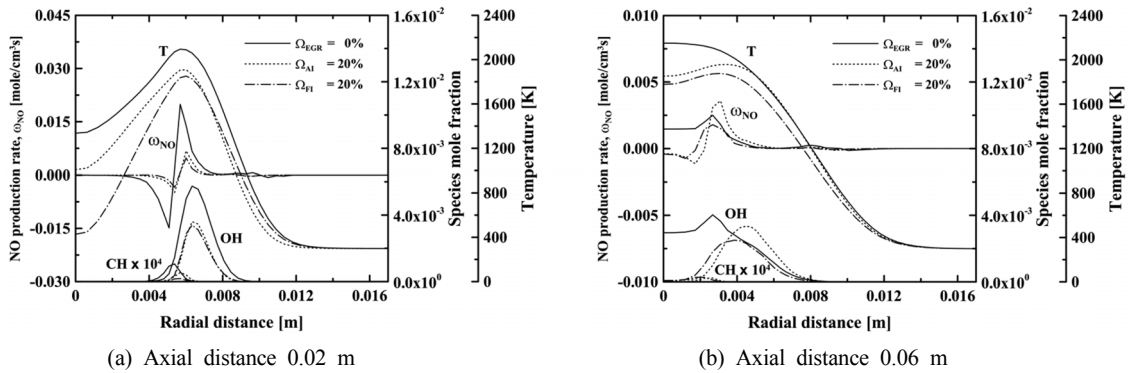 NO production rate, ω_NO [mole/cm³s]
0.045
0.030
0.015
0.000
-0.015
-0.030
T
ω_NO
OH
CH x 10⁴
Ω_EGR = 0%
Ω_AI = 20%
Ω_FI = 20%
1.6x10⁻²
1.2x10⁻²
8.0x10⁻³
4.0x10⁻³
0.0x10⁰
Species mole fraction
2400
2000
1600
1200
800
400
0
Temperature [K]
0 0.004 0.008 0.012 0.016
Radial distance [m]
(a) Axial distance 0.02 m
NO production rate, ω_NO [mole/cm³s]
0.010
0.005
0.000
-0.005
-0.010
T
ω_NO
OH
CH x 10⁴
Ω_EGR = 0%
Ω_AI = 20%
Ω_FI = 20%
1.6x10⁻²
1.2x10⁻²
8.0x10⁻³
4.0x10⁻³
0.0x10⁰
Species mole fraction
2400
2000
1600
1200
800
400
0
Temperature [K]
0 0.004 0.008 0.012 0.016
Radial distance [m]
(b) Axial distance 0.06 m